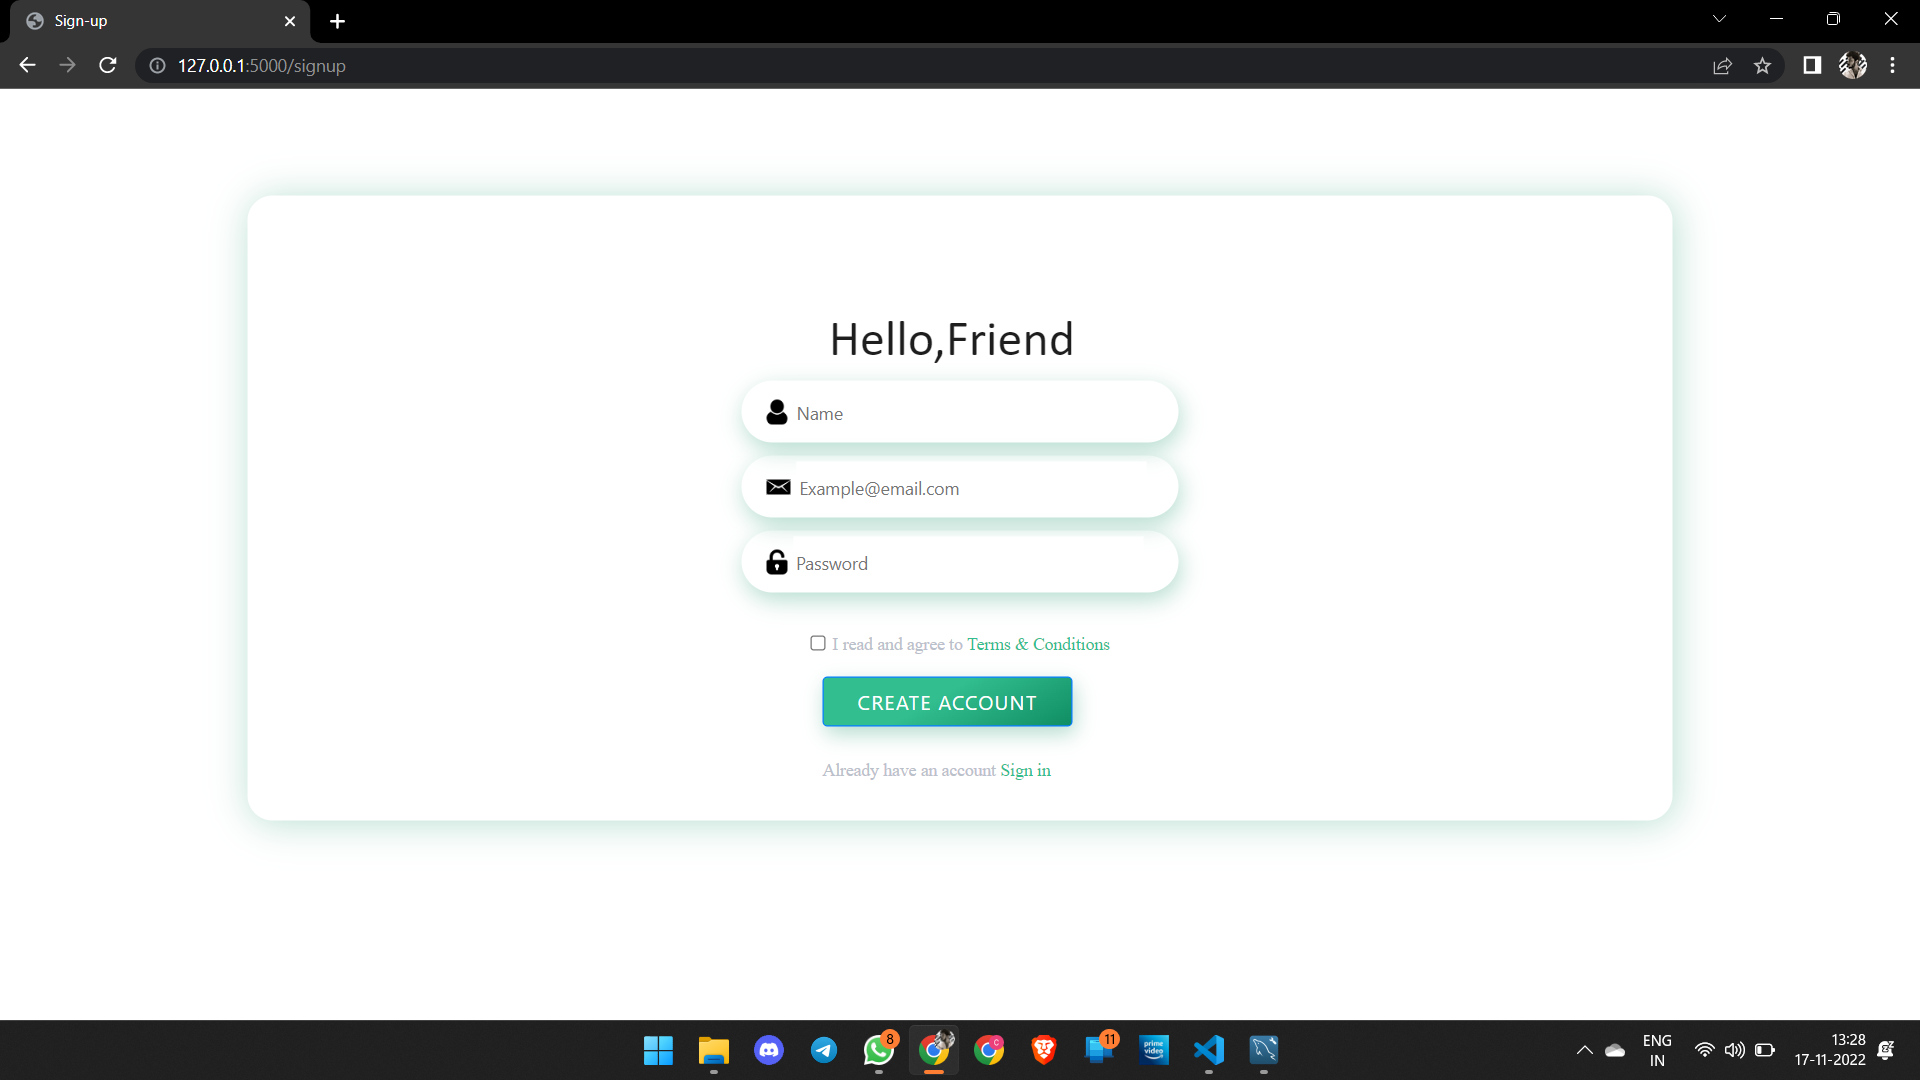 Sign-up
127.0.0.1:5000/signup
Hello,Friend
Name
Example@email.com
Password
I read and agree to Terms & Conditions
CREATE ACCOUNT
Already have an account Sign in
8
C
11
prime video
ENG
IN
13:28
17-11-2022